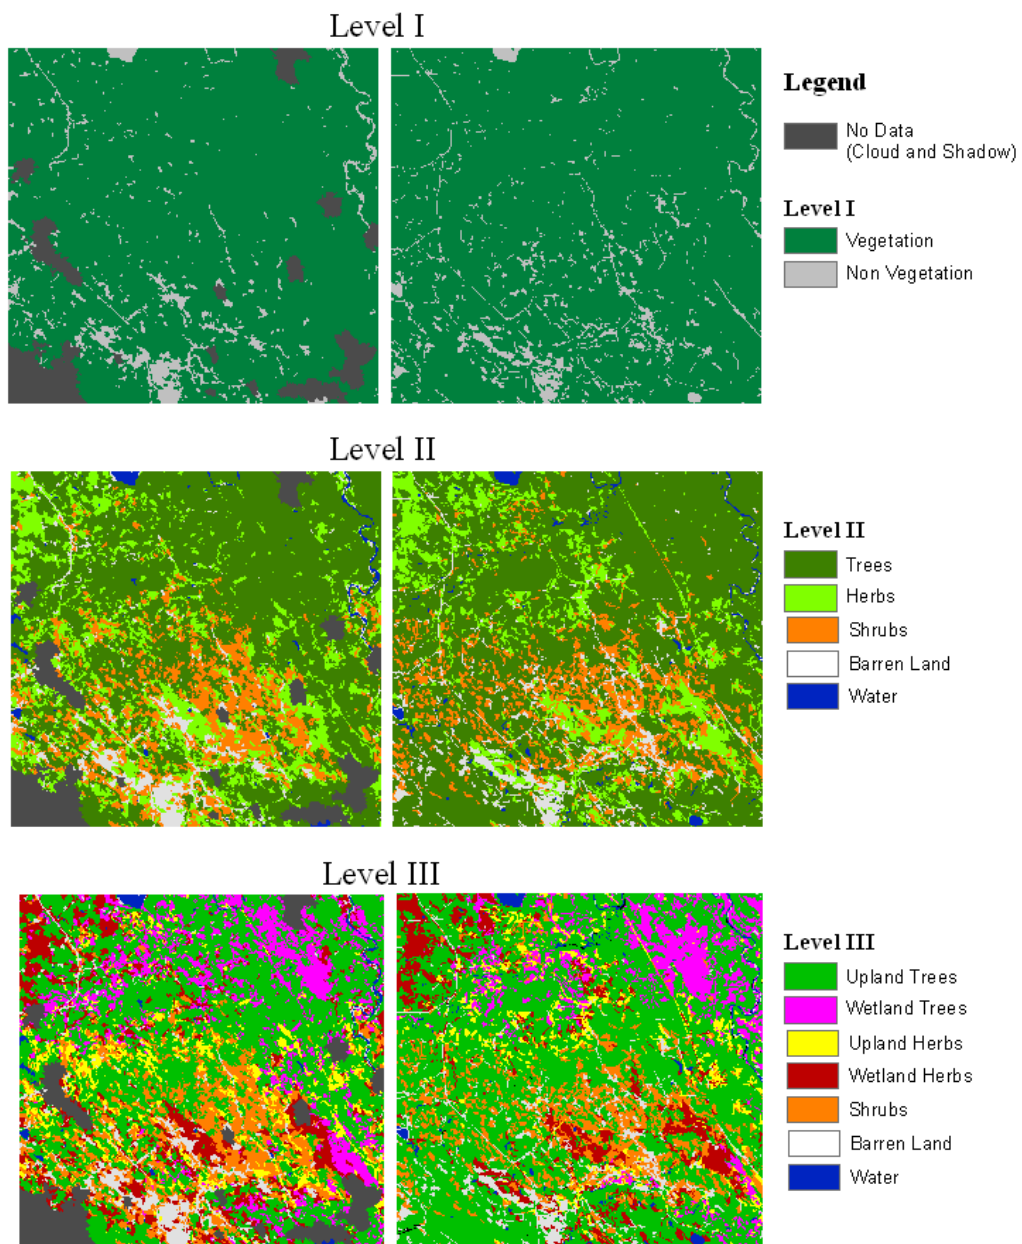 Level I
Legend
No Data
(Cloud and Shadow)
Level I
Vegetation
Non Vegetation
Level II
Level II
Trees
Herbs
Shrubs
Barren Land
Water
Level III
Level III
Upland Trees
Wetland Trees
Upland Herbs
Wetland Herbs
Shrubs
Barren Land
Water